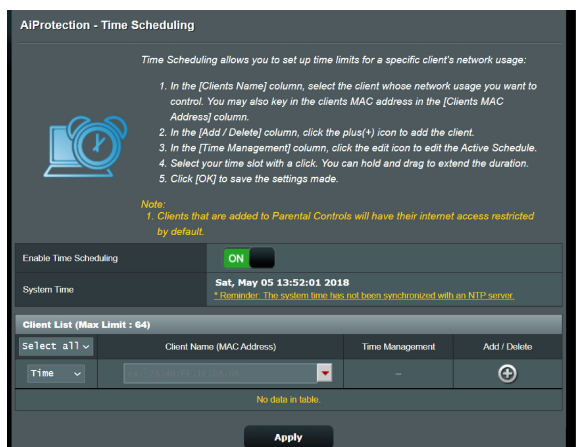 AiProtection - Time Scheduling
Time Scheduling allows you to set up time limits for a specific client's network usage:
1. In the [Clients Name] column, select the client whose network usage you want to
control. You may also key in the clients MAC address in the [Clients MAC
Address] column.
2. In the [Add / Delete] column, click the plus(+) icon to add the client.
3. In the [Time Management] column, click the edit icon to edit the Active Schedule.
4. Select your time slot with a click. You can hold and drag to extend the duration.
5. Click [OK] to save the settings made.
Note:
1. Clients that are added to Parental Controls will have their internet access restricted
by default.
Enable Time Scheduling ON
System Time Sat, May 05 13:52:01 2018
* Reminder: The system time has not been synchronized with an NTP server.
Client List (Max Limit : 64)
Select all Client Name (MAC Address) Time Management Add / Delete
Time –
No data in table.
Apply